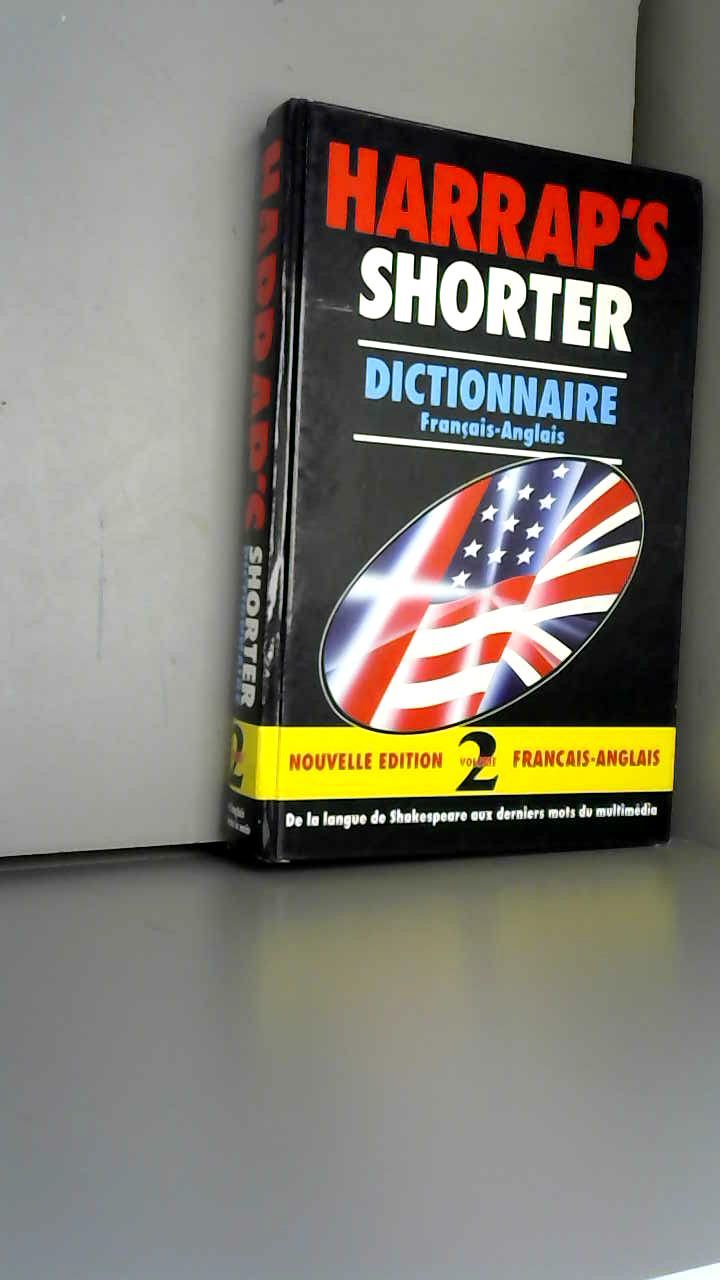 HARRAP'S
SHORTER
DICTIONNAIRE
Français-Anglais
NOUVELLE EDITION
VOLUME
2
FRANCAIS-ANGLAIS
De la langue de Shakespeare aux derniers mots du multimédia
HARRAP'S
SHORTER
2